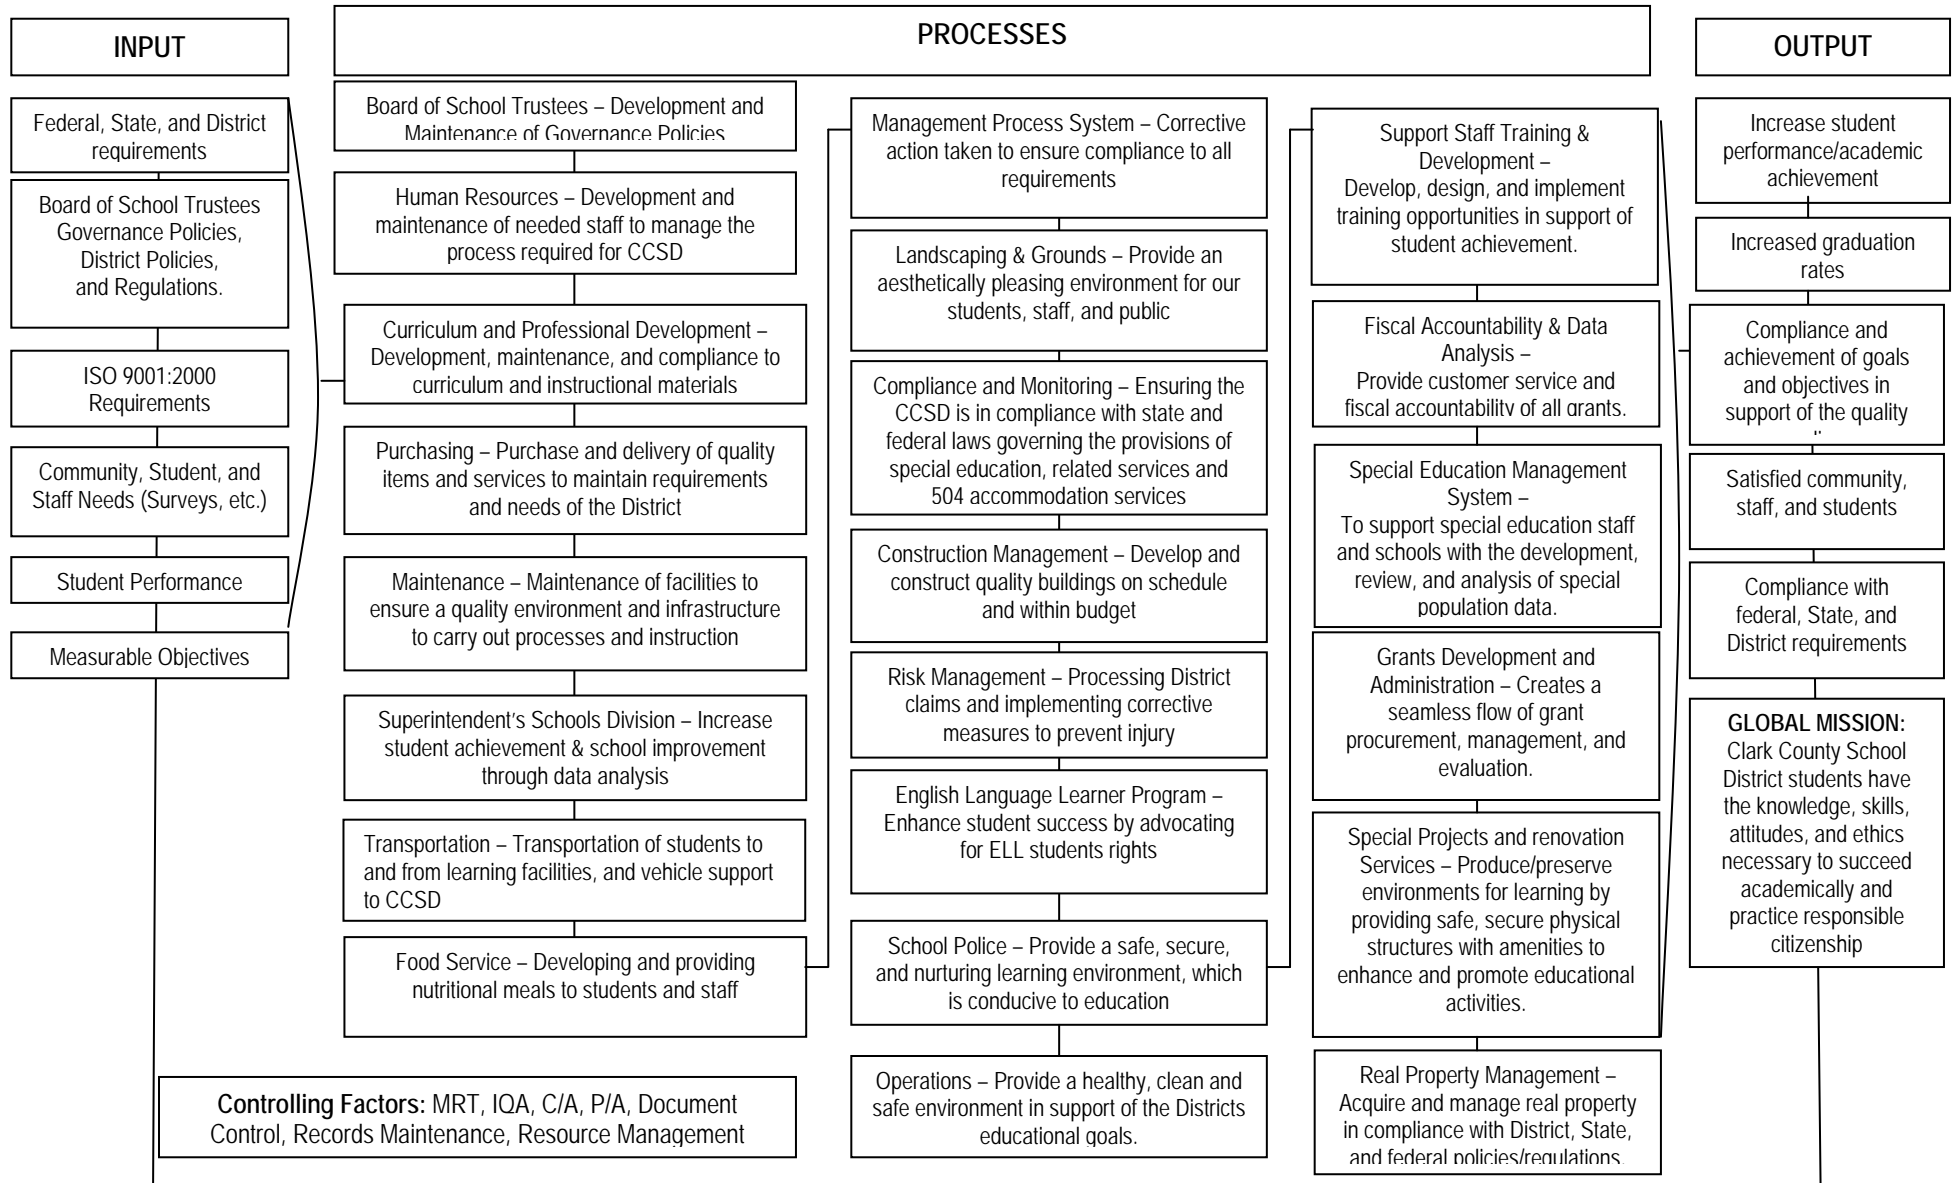 INPUT
Federal, State, and District
requirements
Board of School Trustees
Governance Policies,
District Policies,
and Regulations.
ISO 9001:2000
Requirements
Community, Student, and
Staff Needs (Surveys, etc.)
Student Performance
Measurable Objectives
PROCESSES
Board of School Trustees – Development and
Maintenance of Governance Policies
Human Resources – Development and
maintenance of needed staff to manage the
process required for CCSD
Curriculum and Professional Development –
Development, maintenance, and compliance to
curriculum and instructional materials
Purchasing – Purchase and delivery of quality
items and services to maintain requirements
and needs of the District
Maintenance – Maintenance of facilities to
ensure a quality environment and infrastructure
to carry out processes and instruction
Superintendent's Schools Division – Increase
student achievement & school improvement
through data analysis
Transportation – Transportation of students to
and from learning facilities, and vehicle support
to CCSD
Food Service – Developing and providing
nutritional meals to students and staff
Controlling Factors: MRT, IQA, C/A, P/A, Document
Control, Records Maintenance, Resource Management
Management Process System – Corrective
action taken to ensure compliance to all
requirements
Landscaping & Grounds – Provide an
aesthetically pleasing environment for our
students, staff, and public
Compliance and Monitoring – Ensuring the
CCSD is in compliance with state and
federal laws governing the provisions of
special education, related services and
504 accommodation services
Construction Management – Develop and
construct quality buildings on schedule
and within budget
Risk Management – Processing District
claims and implementing corrective
measures to prevent injury
English Language Learner Program –
Enhance student success by advocating
for ELL students rights
School Police – Provide a safe, secure,
and nurturing learning environment, which
is conducive to education
Operations – Provide a healthy, clean and
safe environment in support of the Districts
educational goals.
Support Staff Training &
Development –
Develop, design, and implement
training opportunities in support of
student achievement.
Fiscal Accountability & Data
Analysis –
Provide customer service and
fiscal accountability of all grants.
Special Education Management
System –
To support special education staff
and schools with the development,
review, and analysis of special
population data.
Grants Development and
Administration – Creates a
seamless flow of grant
procurement, management, and
evaluation.
Special Projects and renovation
Services – Produce/preserve
environments for learning by
providing safe, secure physical
structures with amenities to
enhance and promote educational
activities.
Real Property Management –
Acquire and manage real property
in compliance with District, State,
and federal policies/regulations.
OUTPUT
Increase student
performance/academic
achievement
Increased graduation
rates
Compliance and
achievement of goals
and objectives in
support of the quality
Satisfied community,
staff, and students
Compliance with
federal, State, and
District requirements
GLOBAL MISSION:
Clark County School
District students have
the knowledge, skills,
attitudes, and ethics
necessary to succeed
academically and
practice responsible
citizenship